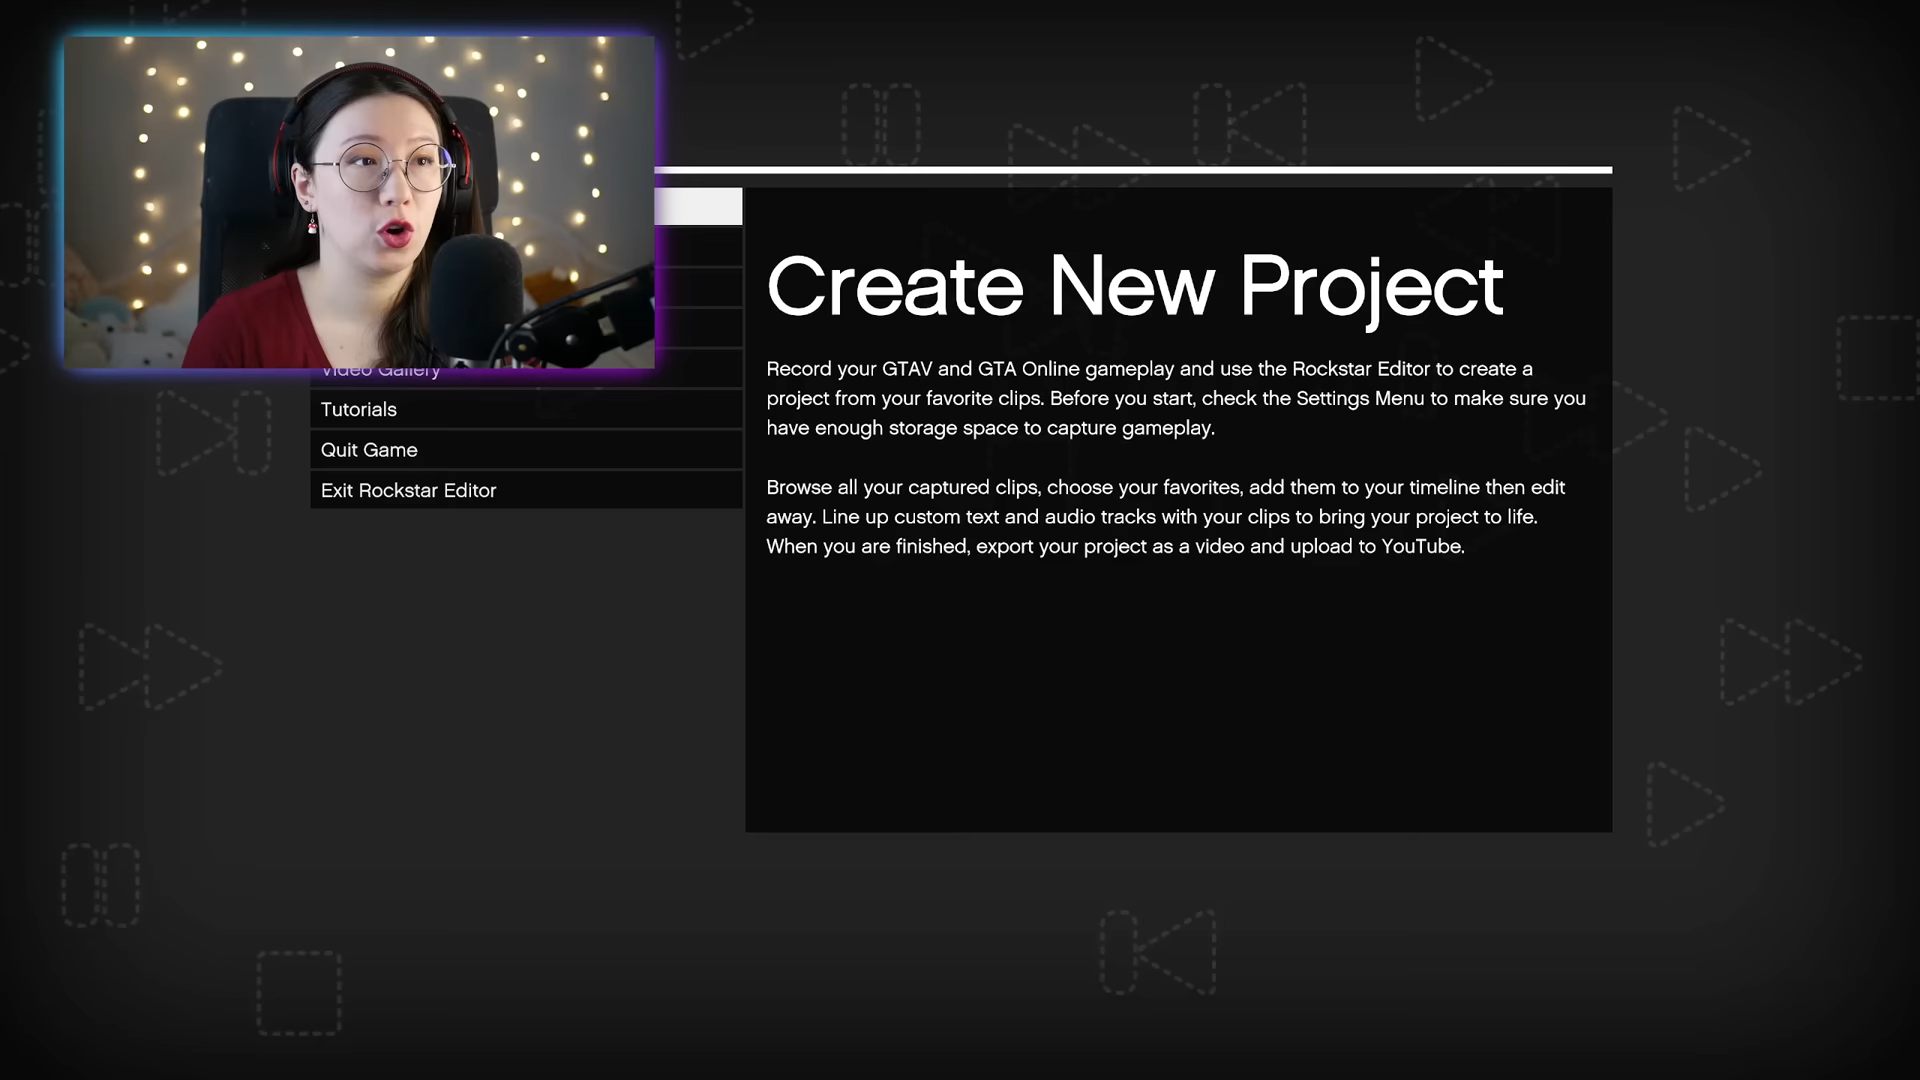 Create New Project
Record your GTAV and GTA Online gameplay and use the Rockstar Editor to create a
project from your favorite clips. Before you start, check the Settings Menu to make sure you
have enough storage space to capture gameplay.
Browse all your captured clips, choose your favorites, add them to your timeline then edit
away. Line up custom text and audio tracks with your clips to bring your project to life.
When you are finished, export your project as a video and upload to YouTube.
Video Gallery
Tutorials
Quit Game
Exit Rockstar Editor